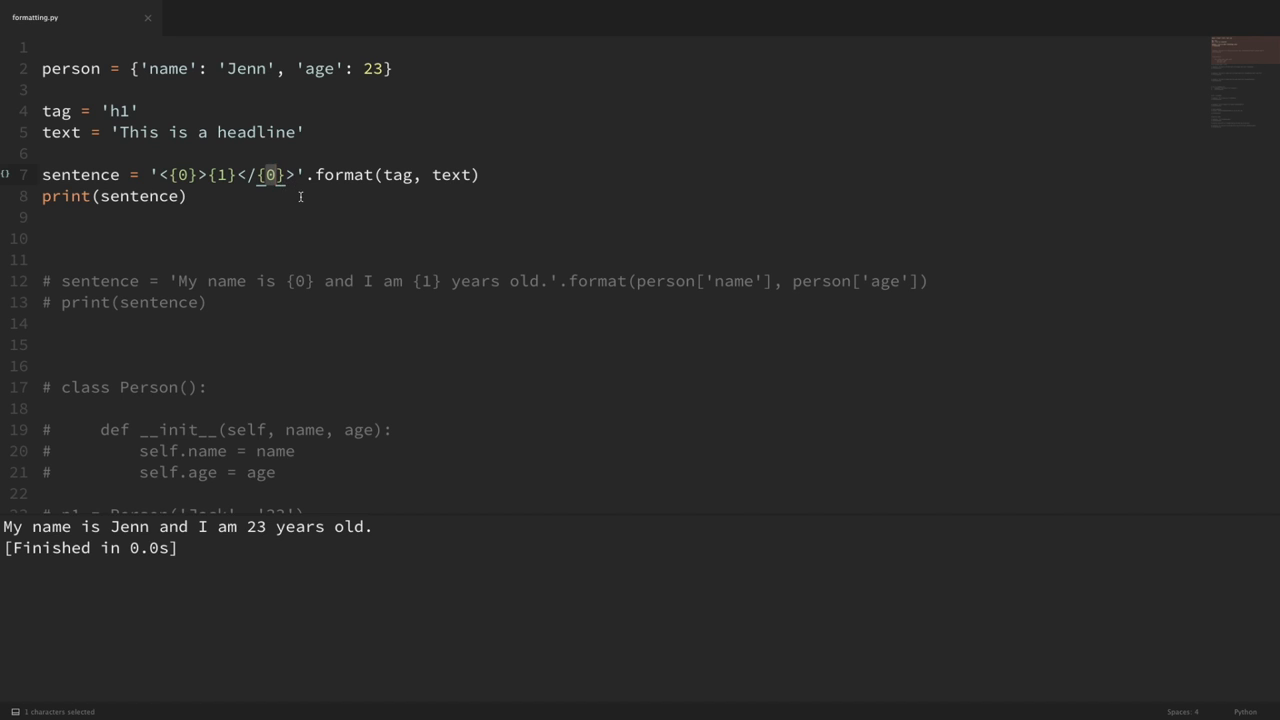 formatting.py
1
2 person = {'name': 'Jenn', 'age': 23}
3
4 tag = 'h1'
5 text = 'This is a headline'
6
{} 7 sentence = '<{0}>{1}</{0}>'.format(tag, text)
8 print(sentence)
9
10
11
12 # sentence = 'My name is {0} and I am {1} years old.'.format(person['name'], person['age'])
13 # print(sentence)
14
15
16
17 # class Person():
18
19 #     def __init__(self, name, age):
20 #         self.name = name
21 #         self.age = age
22
My name is Jenn and I am 23 years old.
[Finished in 0.0s]
1 characters selected
Spaces: 4
Python